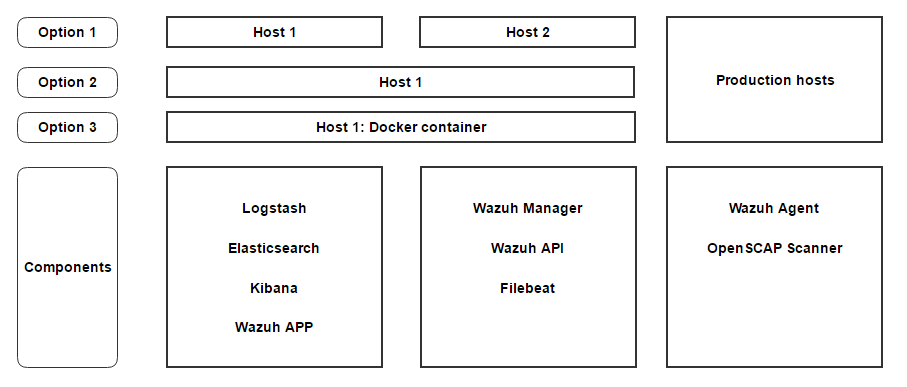 Option 1
Host 1
Host 2
Option 2
Host 1
Production hosts
Option 3
Host 1: Docker container
Components
Logstash
Elasticsearch
Kibana
Wazuh APP
Wazuh Manager
Wazuh API
Filebeat
Wazuh Agent
OpenSCAP Scanner